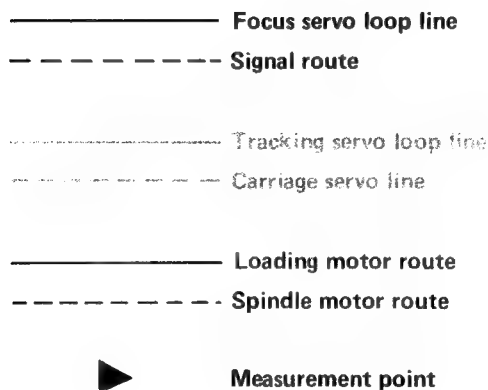 Focus servo loop line
Signal route
Tracking servo loop line
Carriage servo line
Loading motor route
Spindle motor route
Measurement point